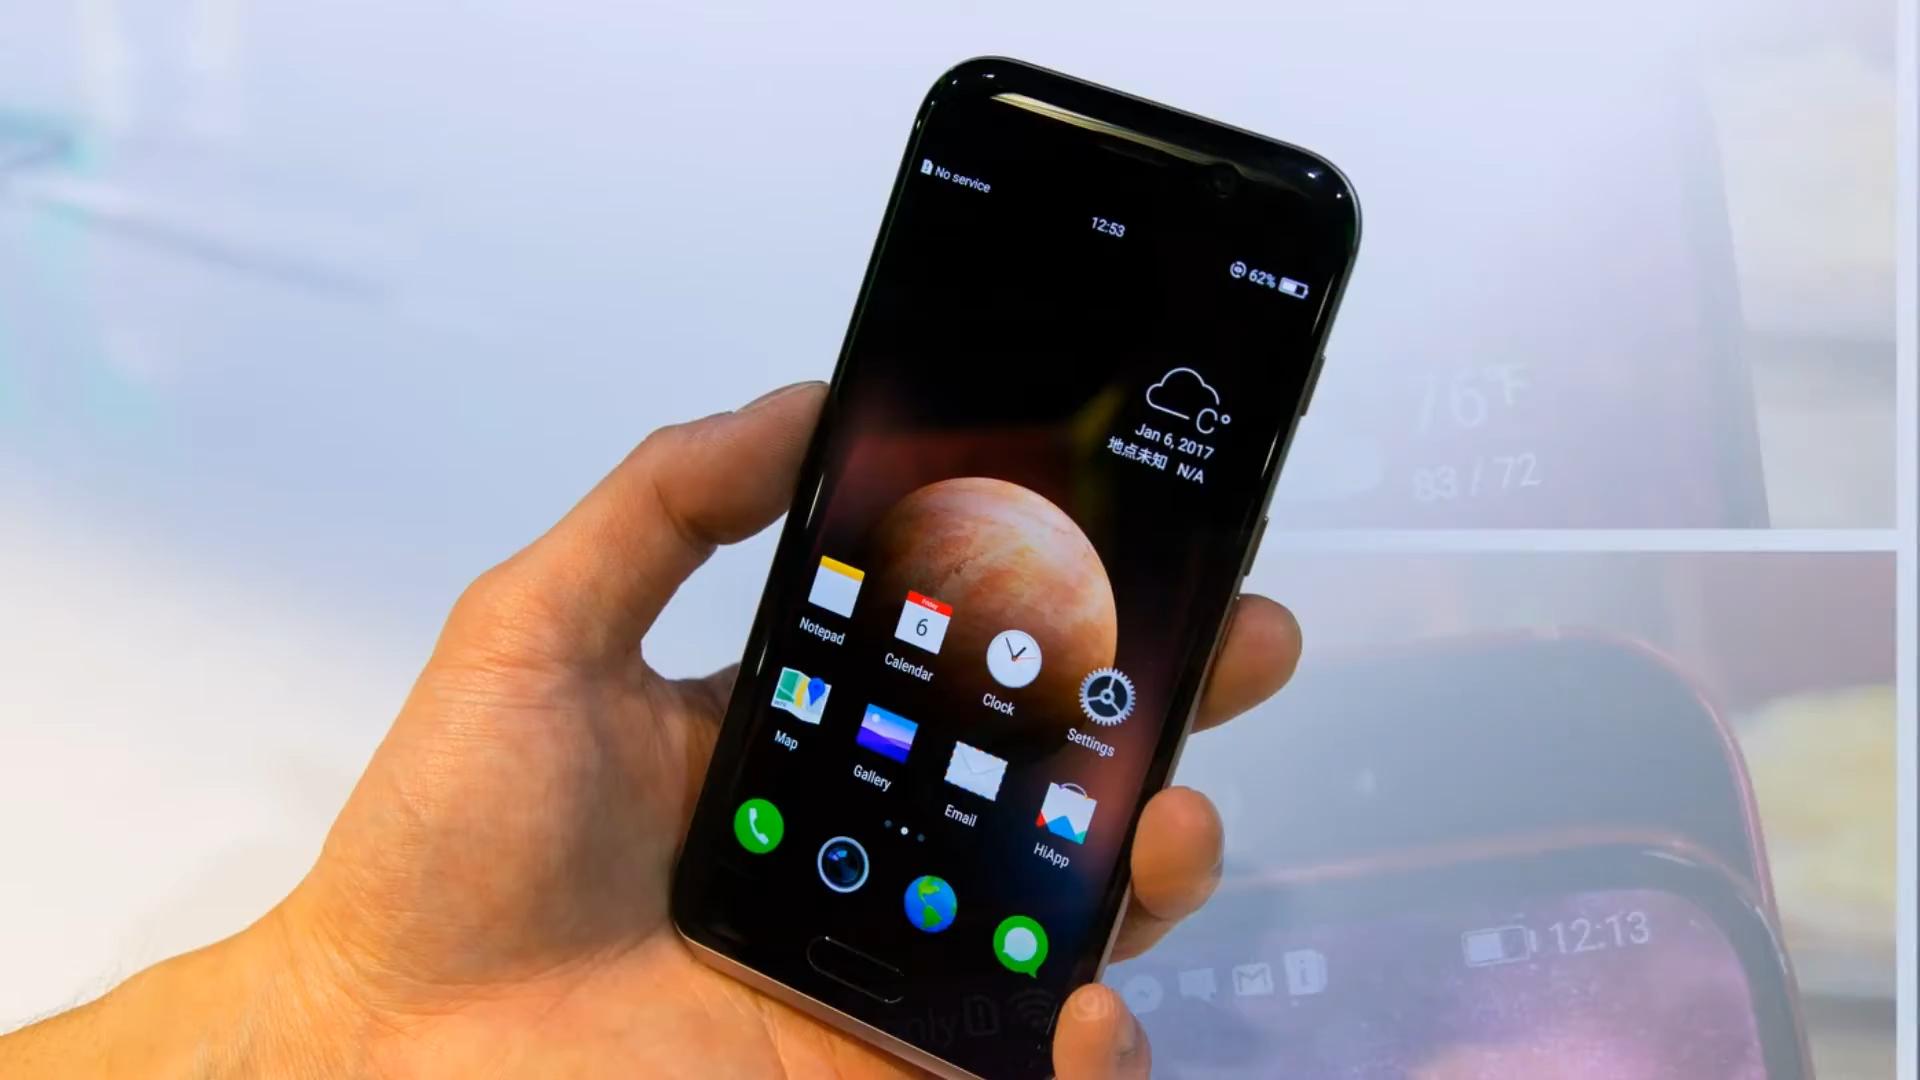 No service
12:53
62%
C°
Jan 6, 2017
地点未知 N/A
Notepad
FRIDAY
6
Calendar
Clock
Settings
Map
Gallery
Email
HiApp
76°F
83 / 72
12:13